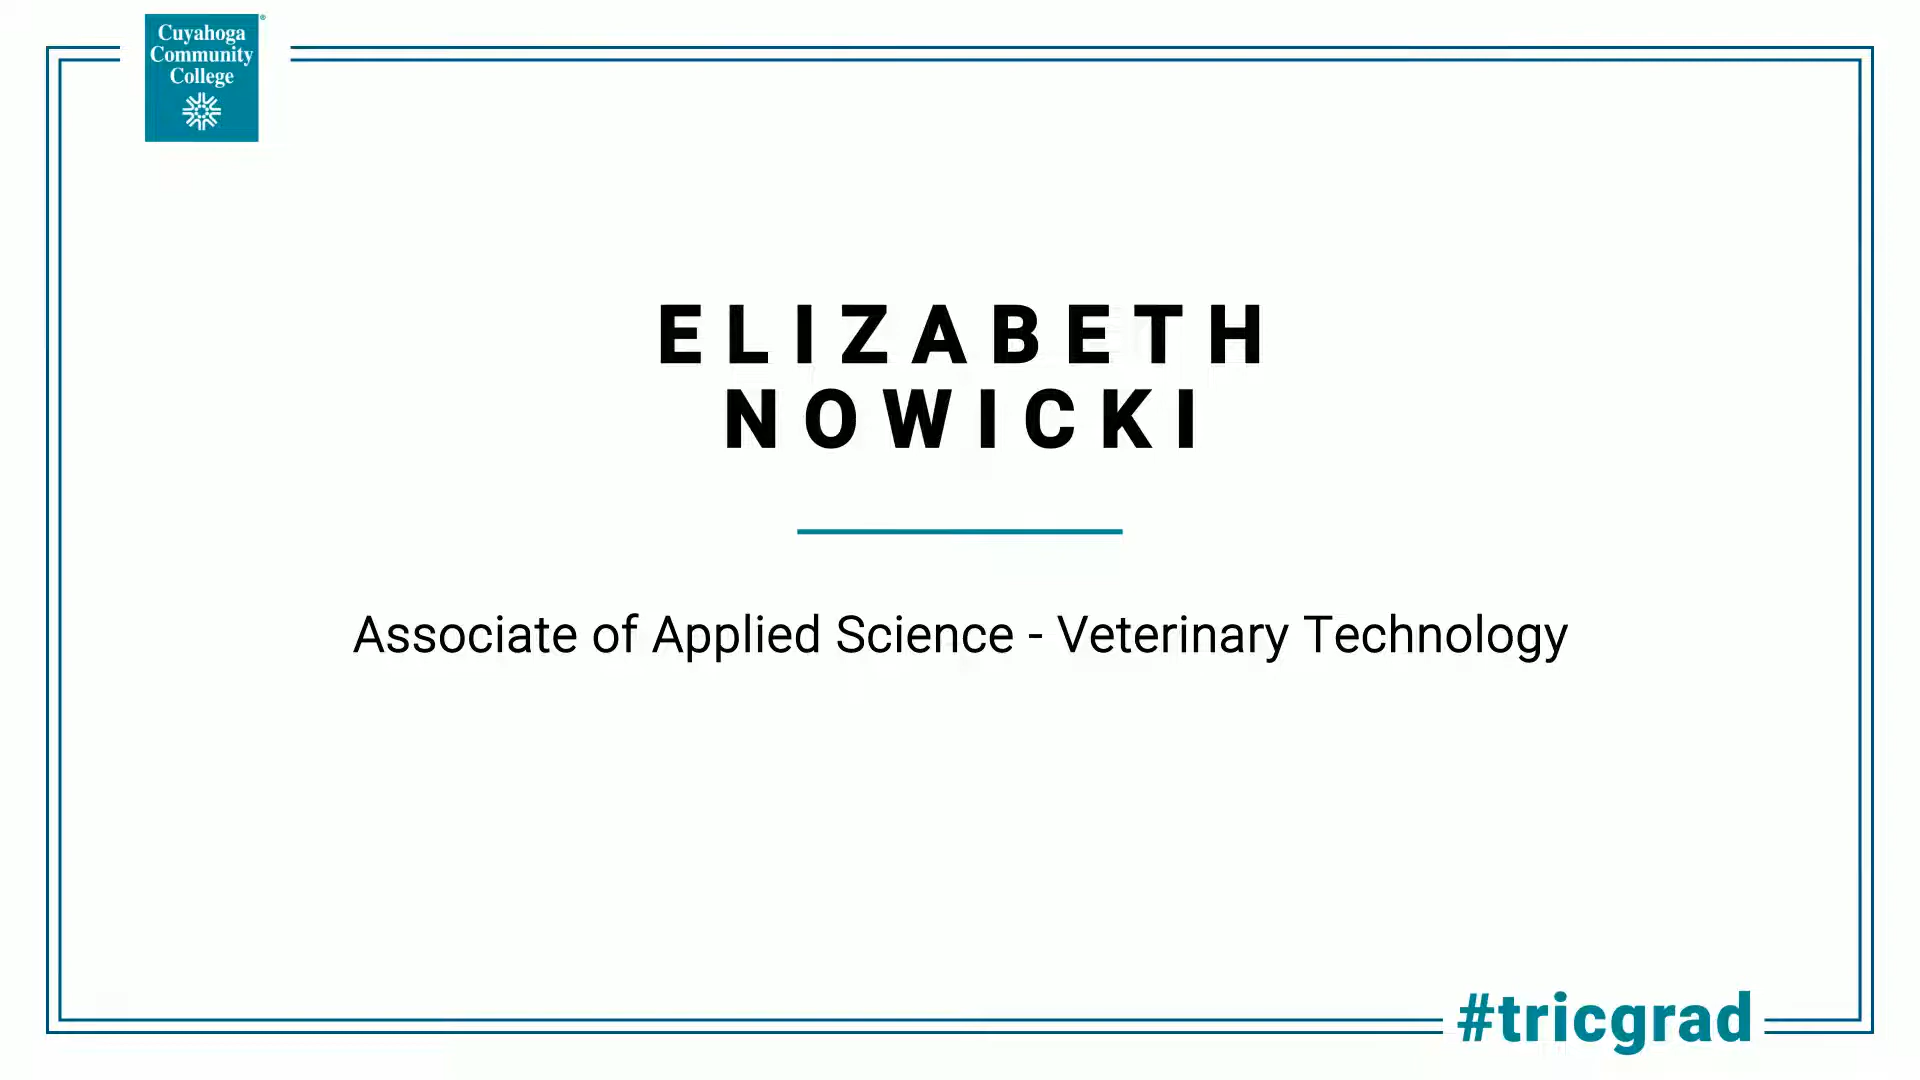 Cuyahoga
Community
College
ELIZABETH
NOWICKI
Associate of Applied Science - Veterinary Technology
#tricgrad